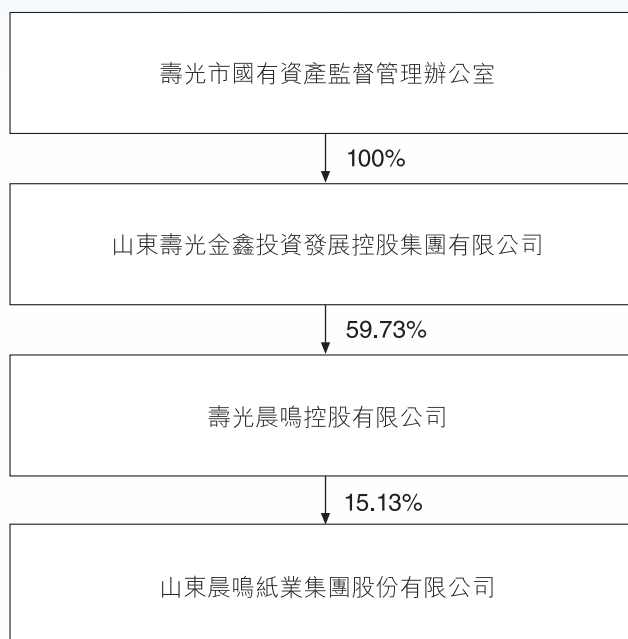 壽光市國有資產監督管理辦公室
100%
山東壽光金鑫投資發展控股集團有限公司
59.73%
壽光晨鳴控股有限公司
15.13%
山東晨鳴紙業集團股份有限公司